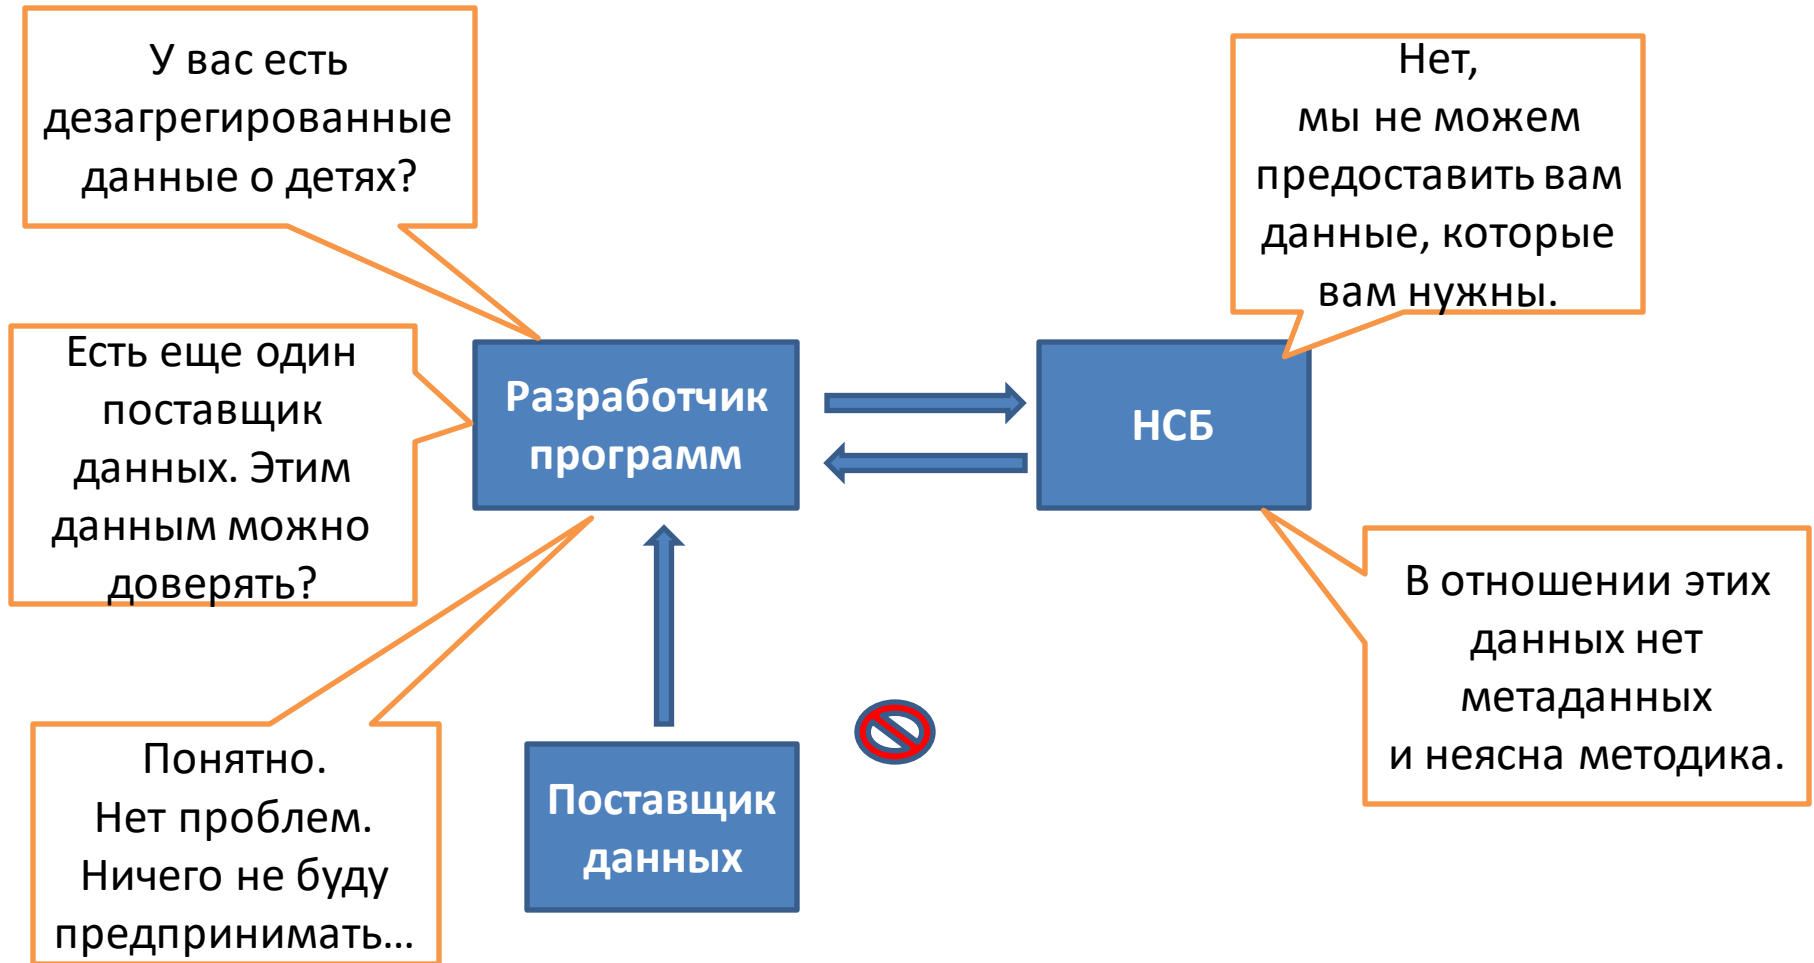 У вас есть
дезагрегированные
данные о детях?
Нет,
мы не можем
предоставить вам
данные, которые
вам нужны.
Есть еще один
поставщик
данных. Этим
данным можно
доверять?
Разработчик
программ
НСБ
В отношении этих
данных нет
метаданных
и неясна методика.
Понятно.
Нет проблем.
Ничего не буду
предпринимать...
Поставщик
данных